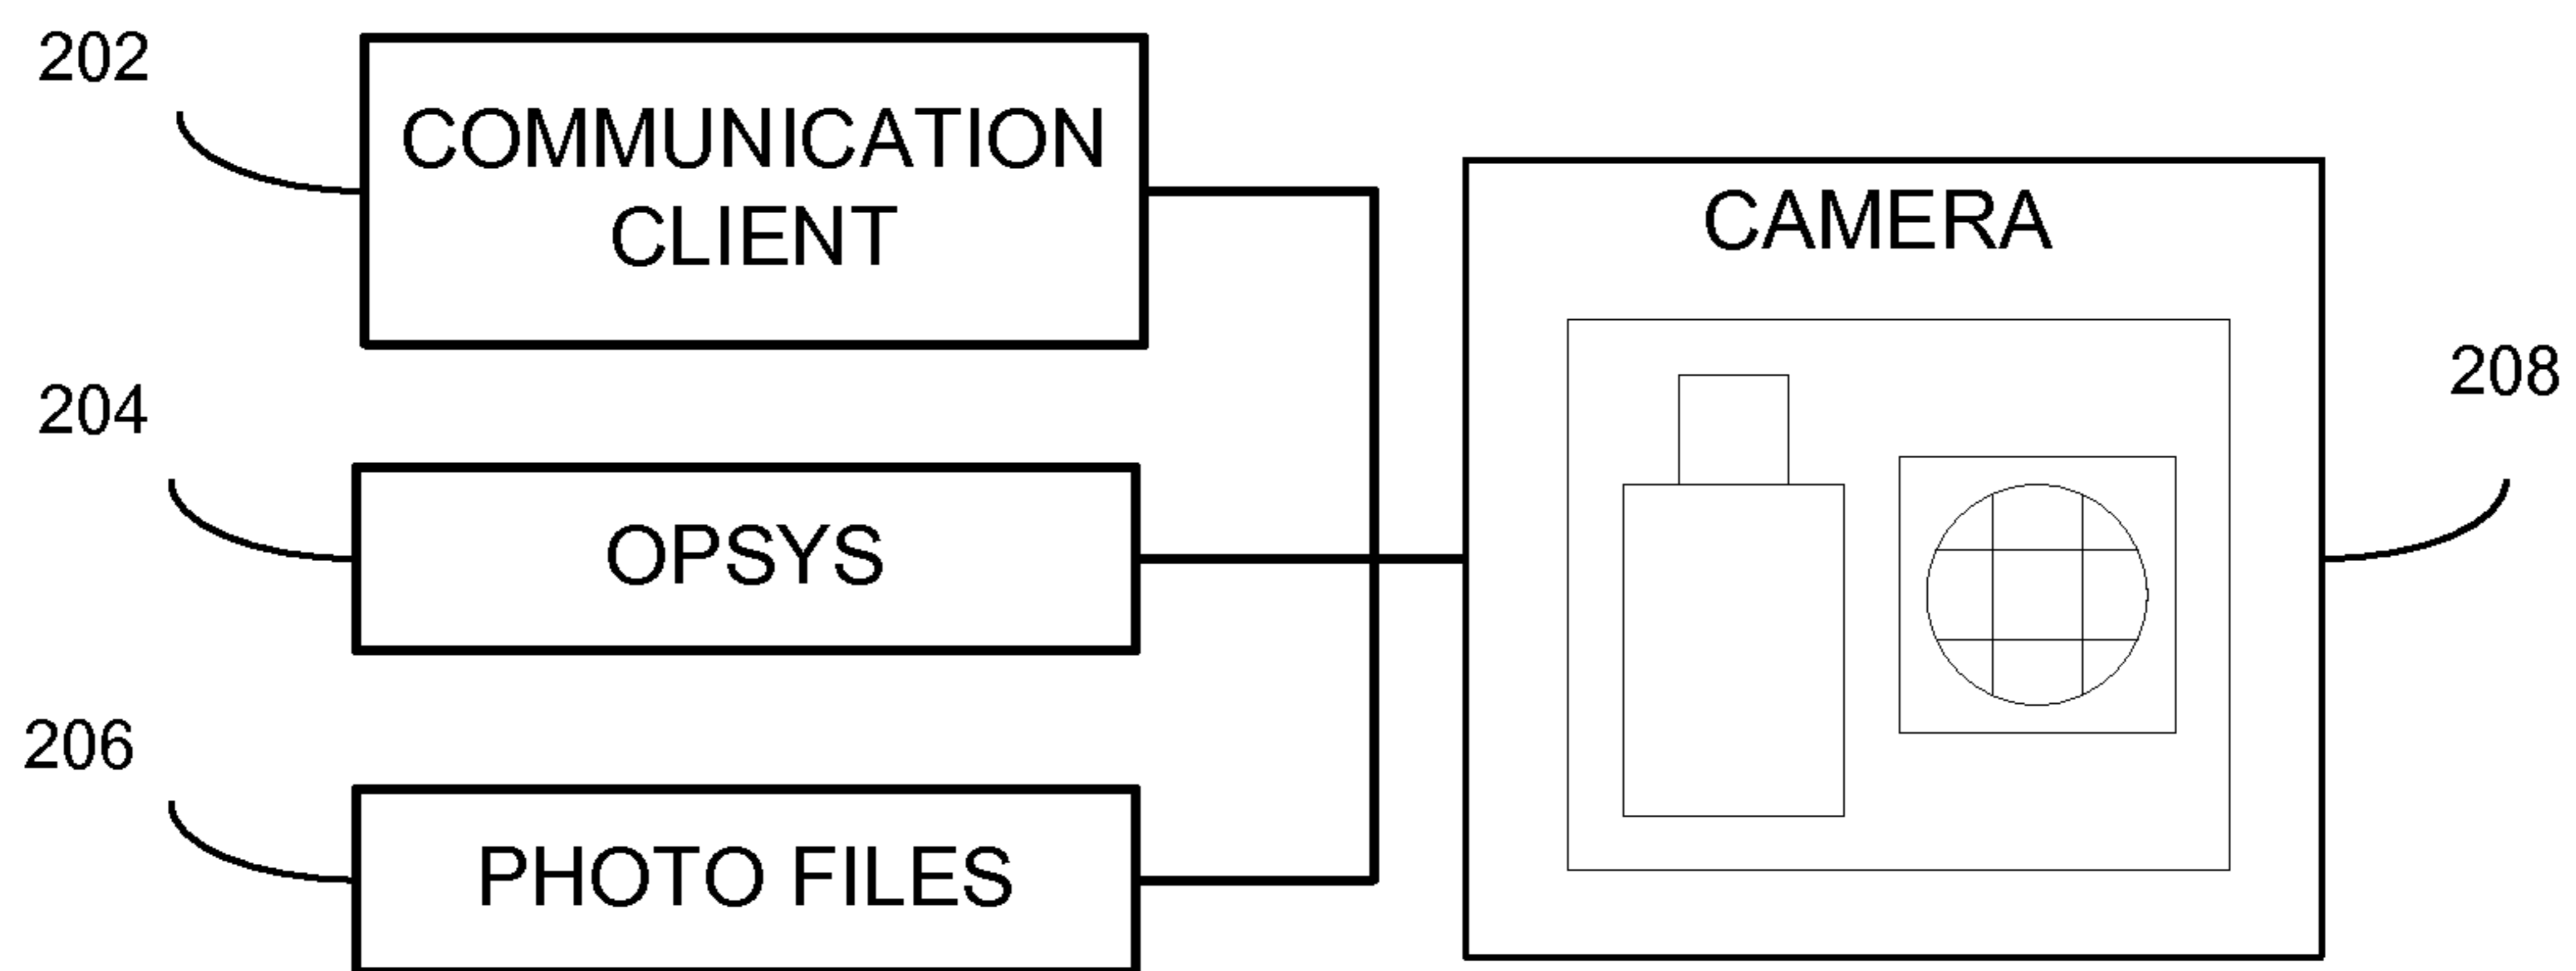 202
COMMUNICATION
CLIENT
CAMERA
204
OPSYS
208
206
PHOTO FILES